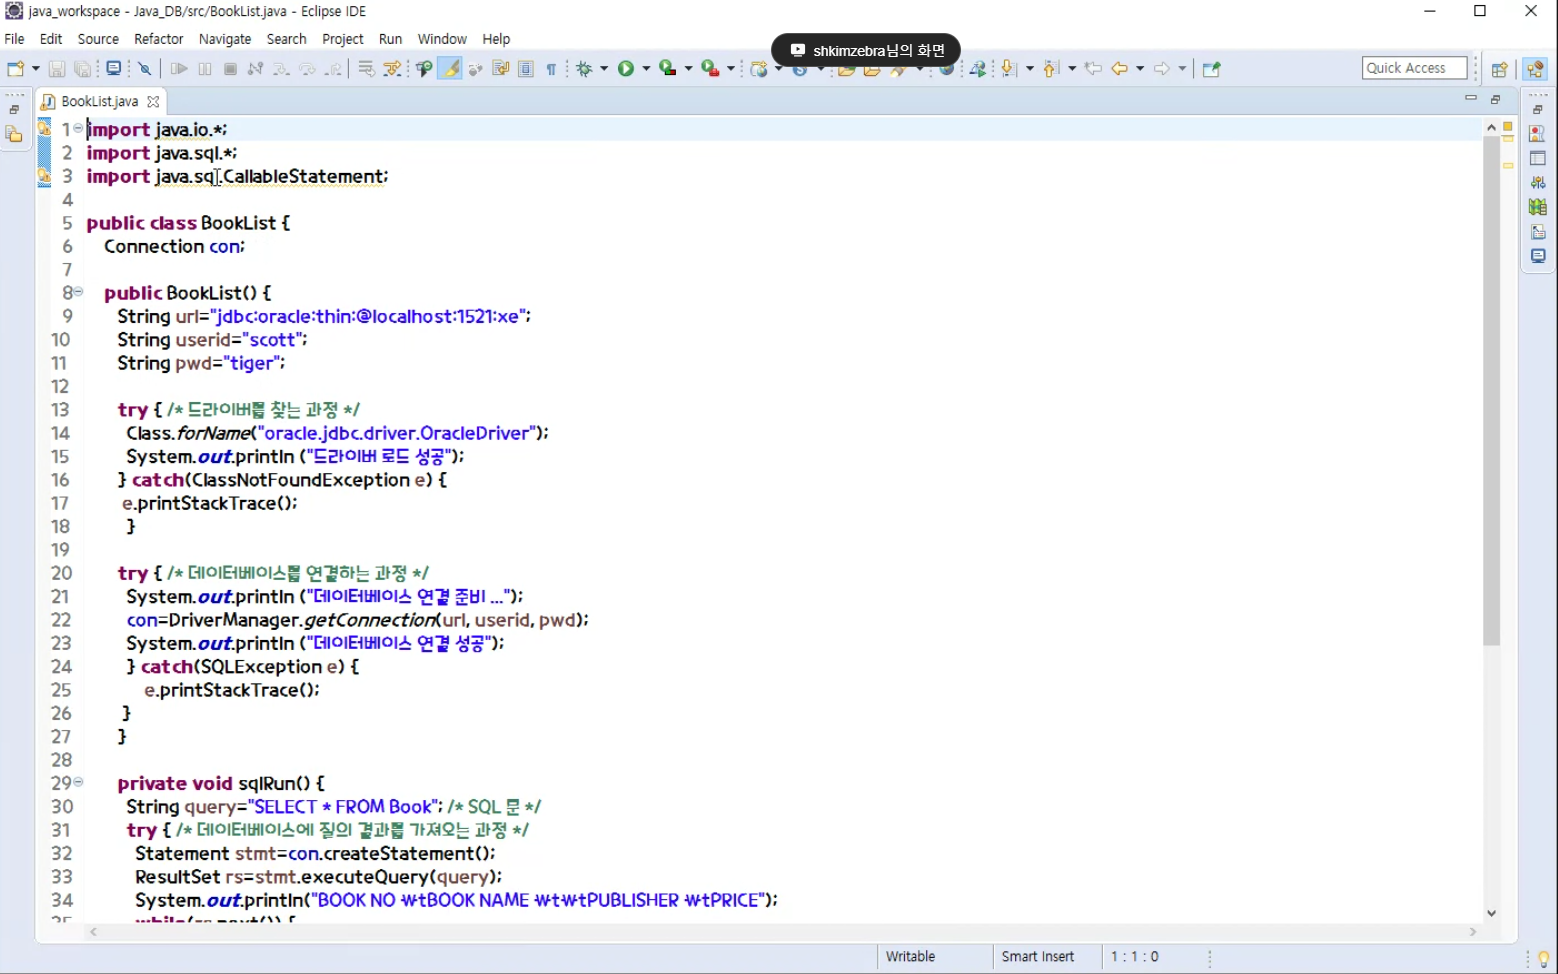 java_workspace - Java_DB/src/BookList.java - Eclipse IDE
File Edit Source Refactor Navigate Search Project Run Window Help
shkimzebra님의 화면
Quick Access
BookList.java
1 import java.io.*;
2 import java.sql.*;
3 import java.sql.CallableStatement;
4
5 public class BookList {
6 Connection con;
7
8 public BookList() {
9 String url="jdbc:oracle:thin:@localhost:1521:xe";
10 String userid="scott";
11 String pwd="tiger";
12
13 try { /* 드라이버를 찾는 과정 */
14 Class.forName("oracle.jdbc.driver.OracleDriver");
15 System.out.println ("드라이버 로드 성공");
16 } catch(ClassNotFoundException e) {
17 e.printStackTrace();
18 }
19
20 try { /* 데이터베이스를 연결하는 과정 */
21 System.out.println ("데이터베이스 연결 준비 ...");
22 con=DriverManager.getConnection(url, userid, pwd);
23 System.out.println ("데이터베이스 연결 성공");
24 } catch(SQLException e) {
25 e.printStackTrace();
26 }
27 }
28
29 private void sqlRun() {
30 String query="SELECT * FROM Book"; /* SQL 문 */
31 try { /* 데이터베이스에 질의 결과를 가져오는 과정 */
32 Statement stmt=con.createStatement();
33 ResultSet rs=stmt.executeQuery(query);
34 System.out.println("BOOK NO ₩tBOOK NAME ₩t₩tPUBLISHER ₩tPRICE");
Writable Smart Insert 1 : 1 : 0